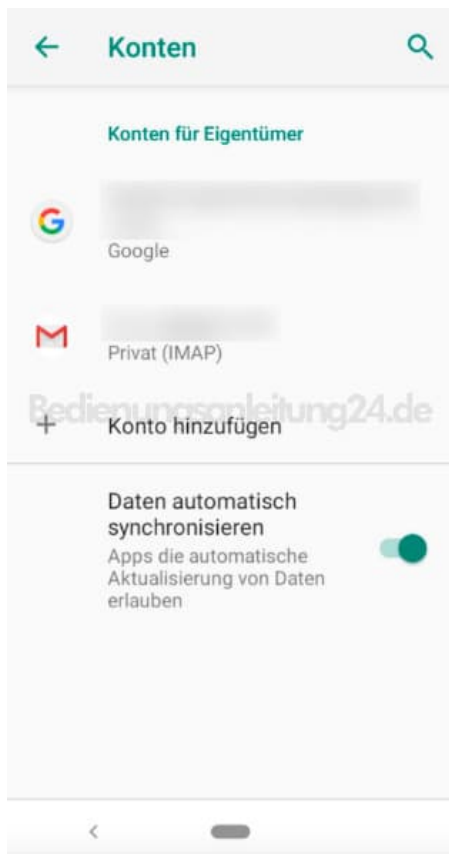 Konten
Konten für Eigentümer
Google
Privat (IMAP)
Bedienungsanleitung24.de
Konto hinzufügen
Daten automatisch
synchronisieren
Apps die automatische
Aktualisierung von Daten
erlauben